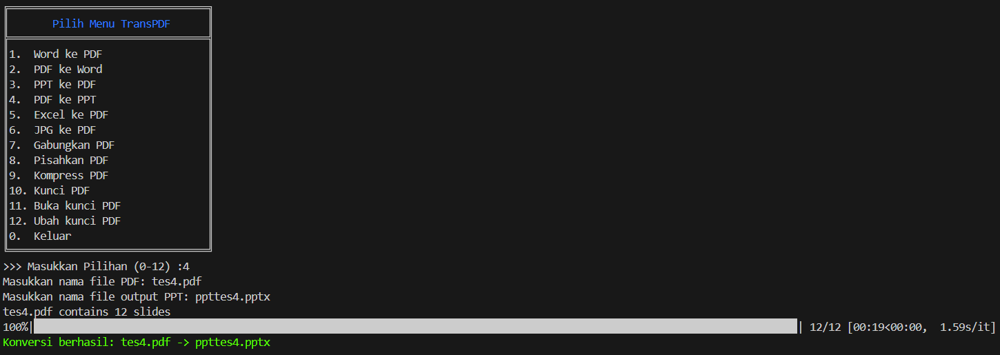 Pilih Menu TransPDF
1. Word ke PDF
2. PDF ke Word
3. PPT ke PDF
4. PDF ke PPT
5. Excel ke PDF
6. JPG ke PDF
7. Gabungkan PDF
8. Pisahkan PDF
9. Kompress PDF
10. Kunci PDF
11. Buka kunci PDF
12. Ubah kunci PDF
0. Keluar
>>> Masukkan Pilihan (0-12) :4
Masukkan nama file PDF: tes4.pdf
Masukkan nama file output PPT: ppttes4.pptx
tes4.pdf contains 12 slides
100%| | 12/12 [00:19<00:00, 1.59s/it]
Konversi berhasil: tes4.pdf -> ppttes4.pptx